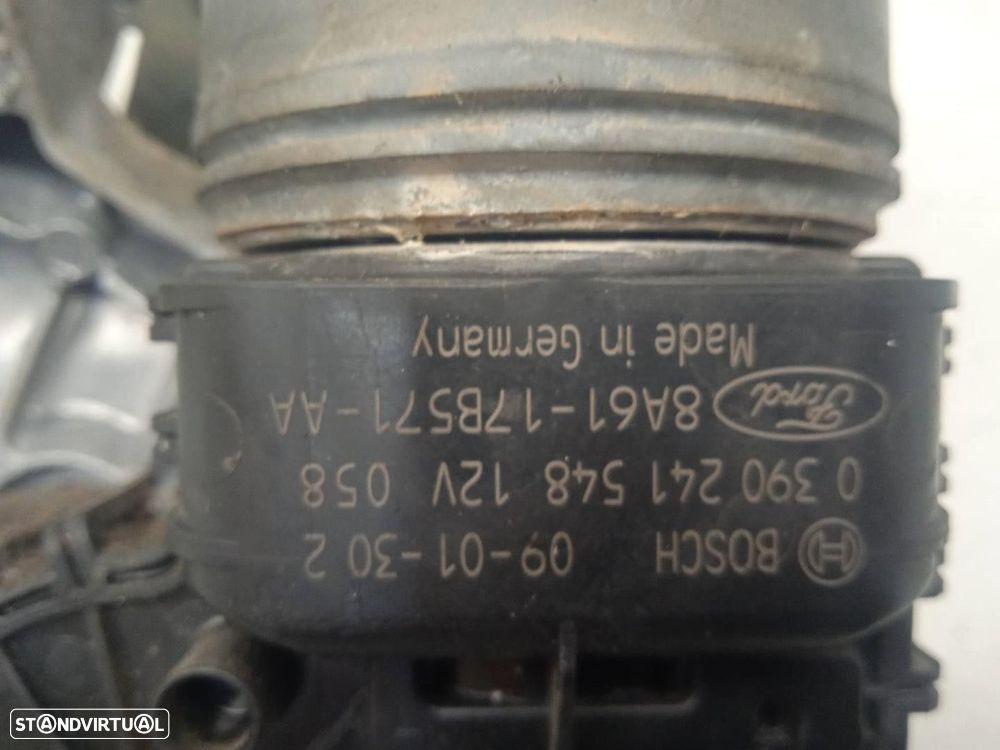 BOSCH 09-01-30 2
0 390 241 548 12V 058
Ford 8A61-17B571-AA
Made in Germany
STANDVIRTUAL